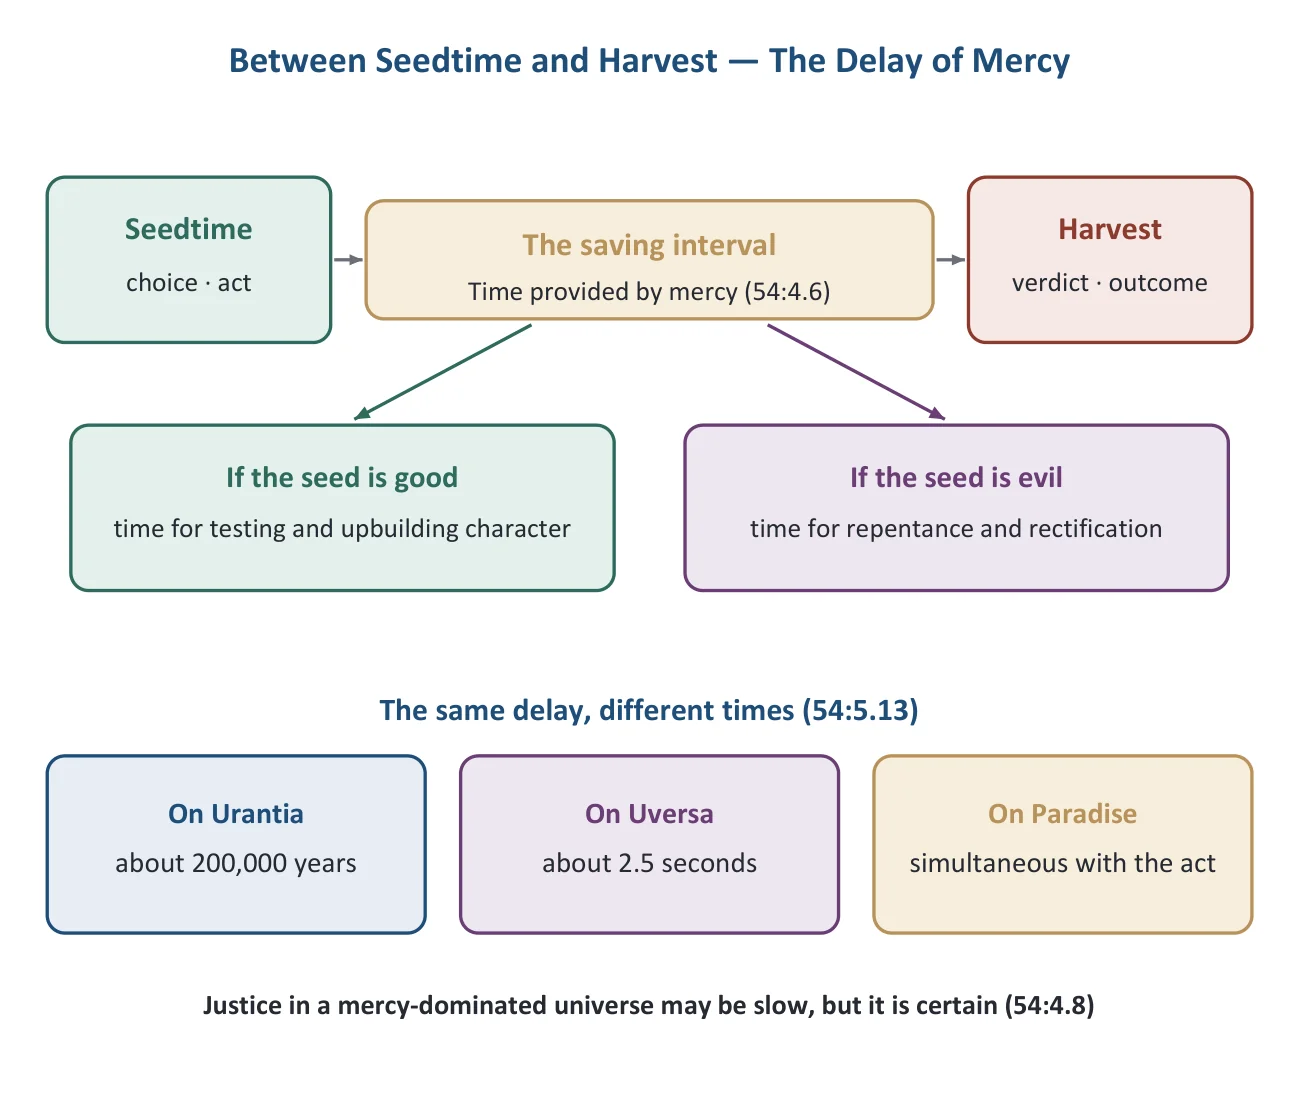 Between Seedtime and Harvest — The Delay of Mercy
Seedtime
choice · act
The saving interval
Time provided by mercy (54:4.6)
Harvest
verdict · outcome
If the seed is good
time for testing and upbuilding character
If the seed is evil
time for repentance and rectification
The same delay, different times (54:5.13)
On Urantia
about 200,000 years
On Uversa
about 2.5 seconds
On Paradise
simultaneous with the act
Justice in a mercy-dominated universe may be slow, but it is certain (54:4.8)